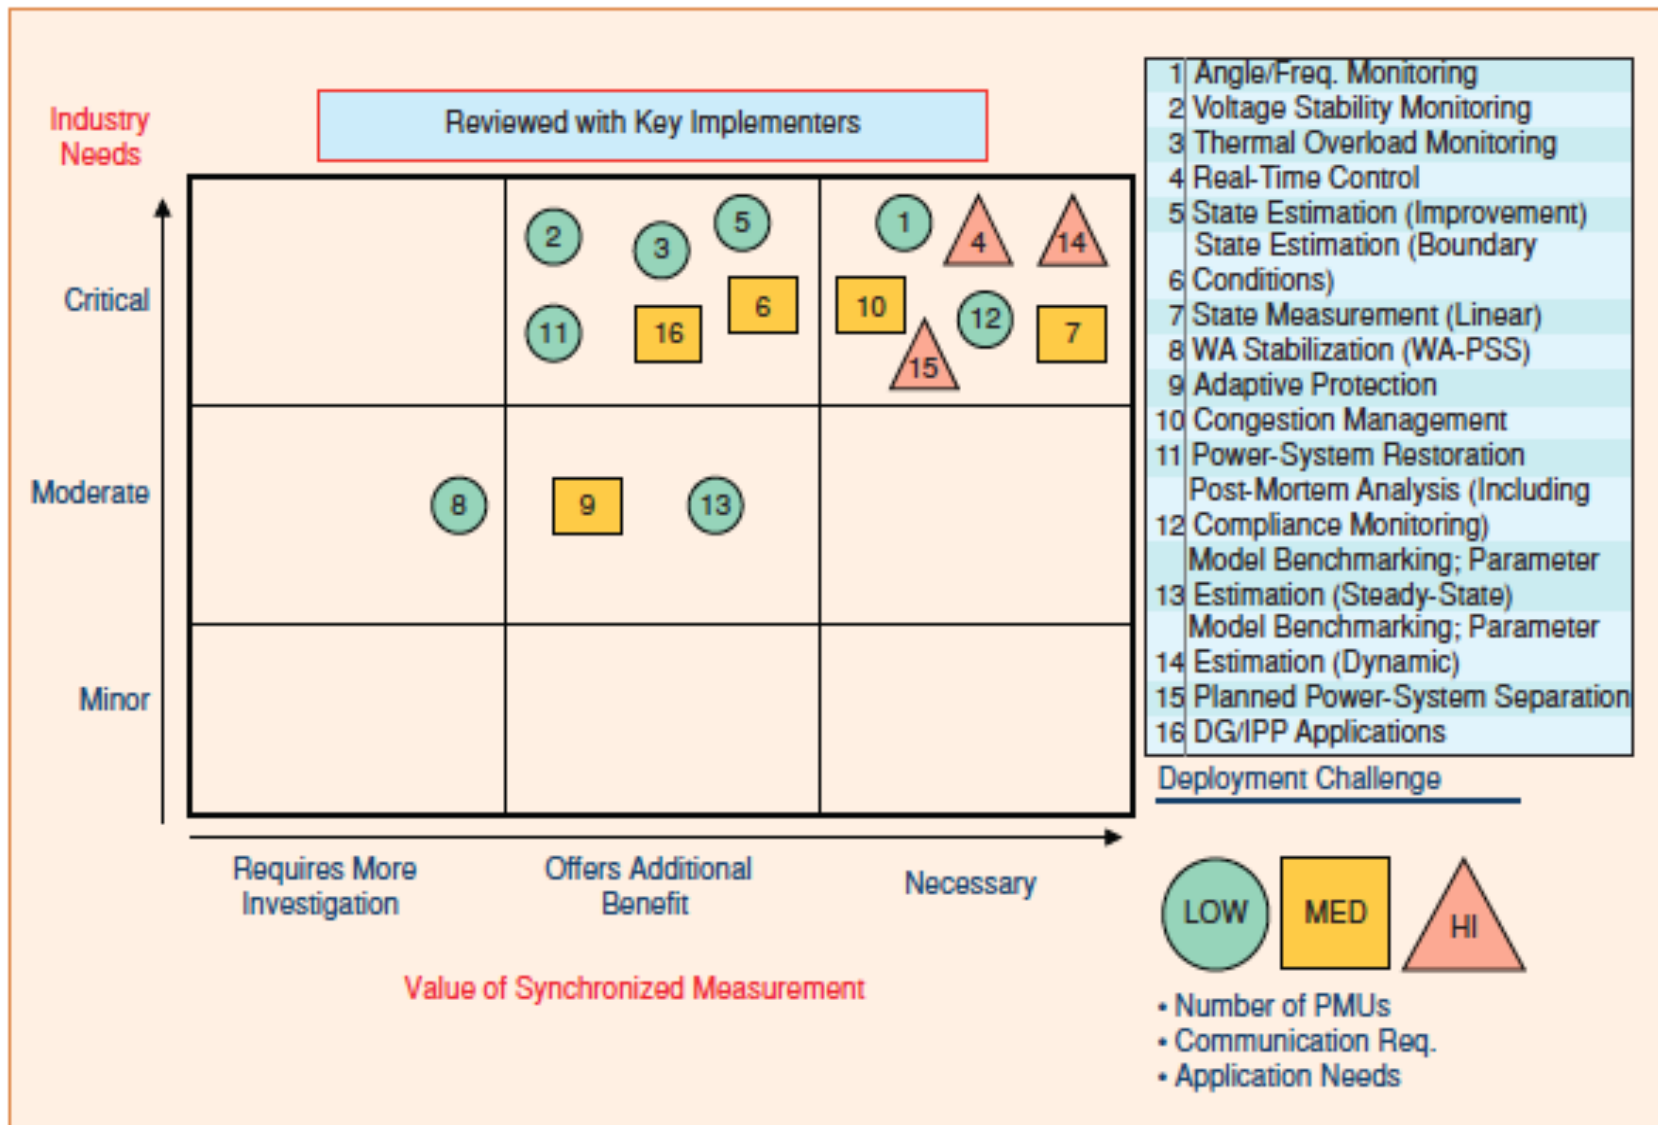 Industry
Needs
Reviewed with Key Implementers
Critical
Moderate
Minor
2
3
5
11
16
6
1
4
14
10
15
12
7
8
9
13
Requires More
Investigation
Offers Additional
Benefit
Necessary
Value of Synchronized Measurement
1 Angle/Freq. Monitoring
2 Voltage Stability Monitoring
3 Thermal Overload Monitoring
4 Real-Time Control
5 State Estimation (Improvement)
State Estimation (Boundary
6 Conditions)
7 State Measurement (Linear)
8 WA Stabilization (WA-PSS)
9 Adaptive Protection
10 Congestion Management
11 Power-System Restoration
Post-Mortem Analysis (Including
12 Compliance Monitoring)
Model Benchmarking; Parameter
13 Estimation (Steady-State)
Model Benchmarking; Parameter
14 Estimation (Dynamic)
15 Planned Power-System Separation
16 DG/IPP Applications
Deployment Challenge
LOW
MED
HI
• Number of PMUs
• Communication Req.
• Application Needs